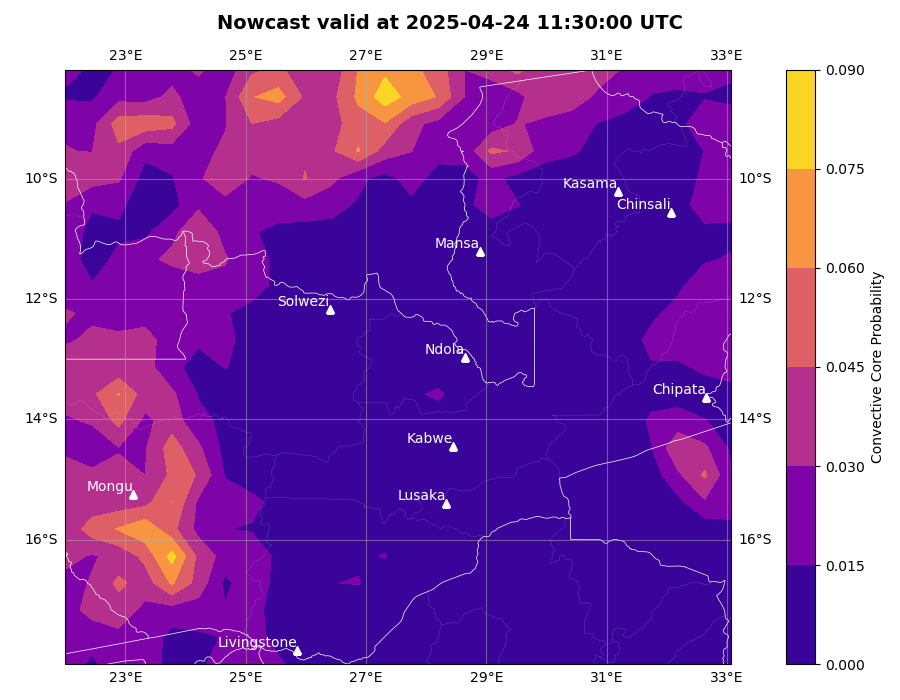 Nowcast valid at 2025-04-24 11:30:00 UTC
23°E 25°E 27°E 29°E 31°E 33°E
0.090
0.075
10°S Kasama 10°S
Chinsali
Mansa
0.060
12°S Solwezi 12°S
Ndola
0.045
Chipata
14°S 14°S
Kabwe
0.030
Mongu
Lusaka
16°S 16°S
0.015
Livingstone
0.000
23°E 25°E 27°E 29°E 31°E 33°E
Convective Core Probability